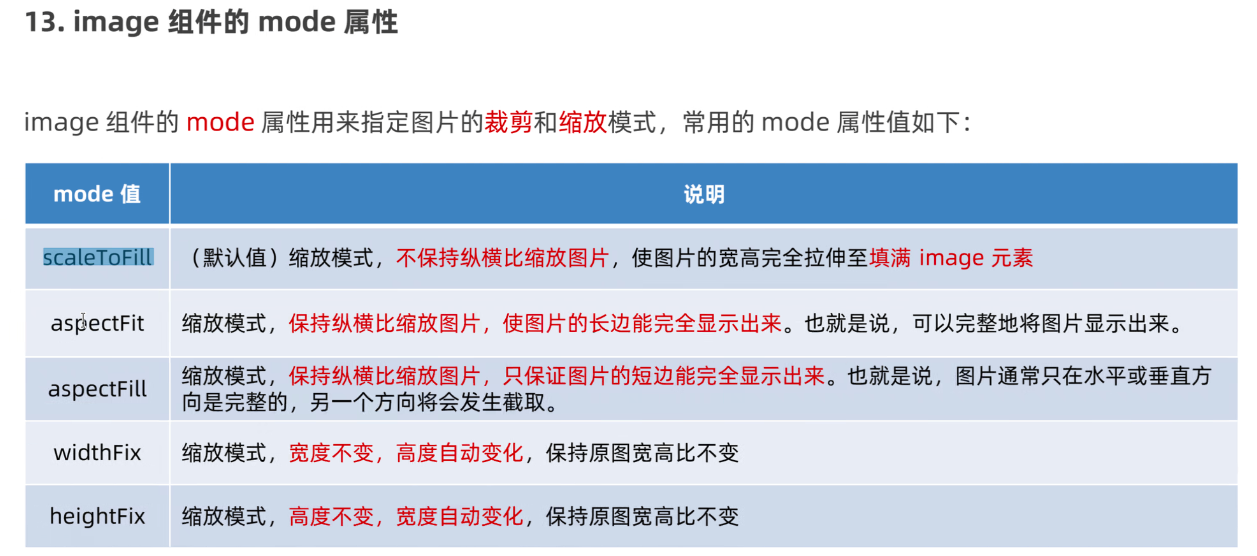 13. image 组件的 mode 属性
image 组件的 mode 属性用来指定图片的裁剪和缩放模式，常用的 mode 属性值如下：
mode 值 说明
scaleToFill （默认值）缩放模式，不保持纵横比缩放图片，使图片的宽高完全拉伸至填满 image 元素
aspectFit 缩放模式，保持纵横比缩放图片，使图片的长边能完全显示出来。也就是说，可以完整地将图片显示出来。
aspectFill 缩放模式，保持纵横比缩放图片，只保证图片的短边能完全显示出来。也就是说，图片通常只在水平或垂直方
向是完整的，另一个方向将会发生截取。
widthFix 缩放模式，宽度不变，高度自动变化，保持原图宽高比不变
heightFix 缩放模式，高度不变，宽度自动变化，保持原图宽高比不变